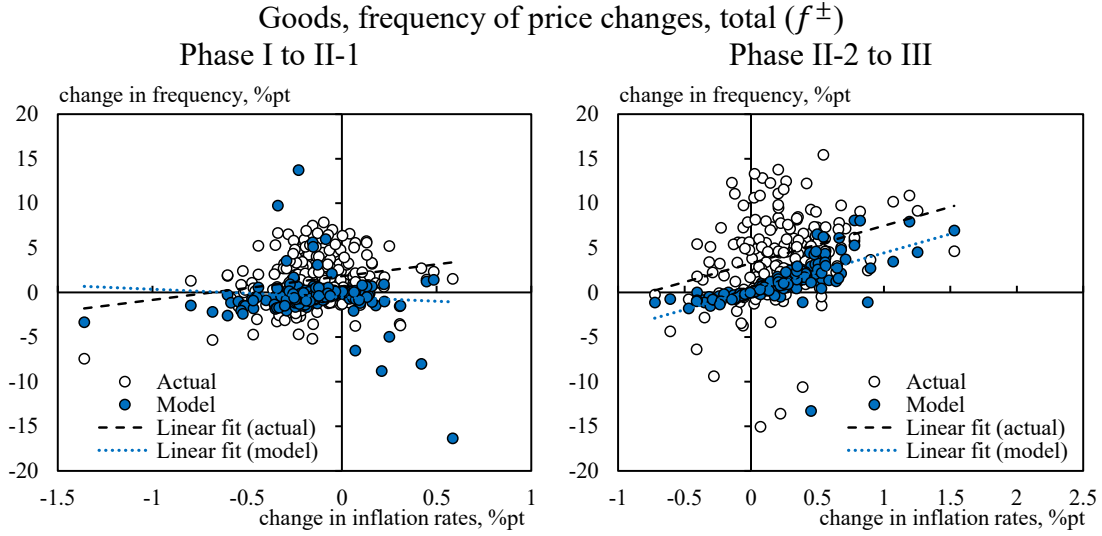 Goods, frequency of price changes, total (f±)
Phase I to II-1
Phase II-2 to III
change in frequency, %pt
20
15
10
5
0
-5
-10
-15
-20
-1.5
-1
-0.5
0
0.5
1
change in inflation rates, %pt
Actual
Model
Linear fit (actual)
Linear fit (model)
change in frequency, %pt
20
15
10
5
0
-5
-10
-15
-20
-1
-0.5
0
0.5
1
1.5
2
2.5
change in inflation rates, %pt
Actual
Model
Linear fit (actual)
Linear fit (model)